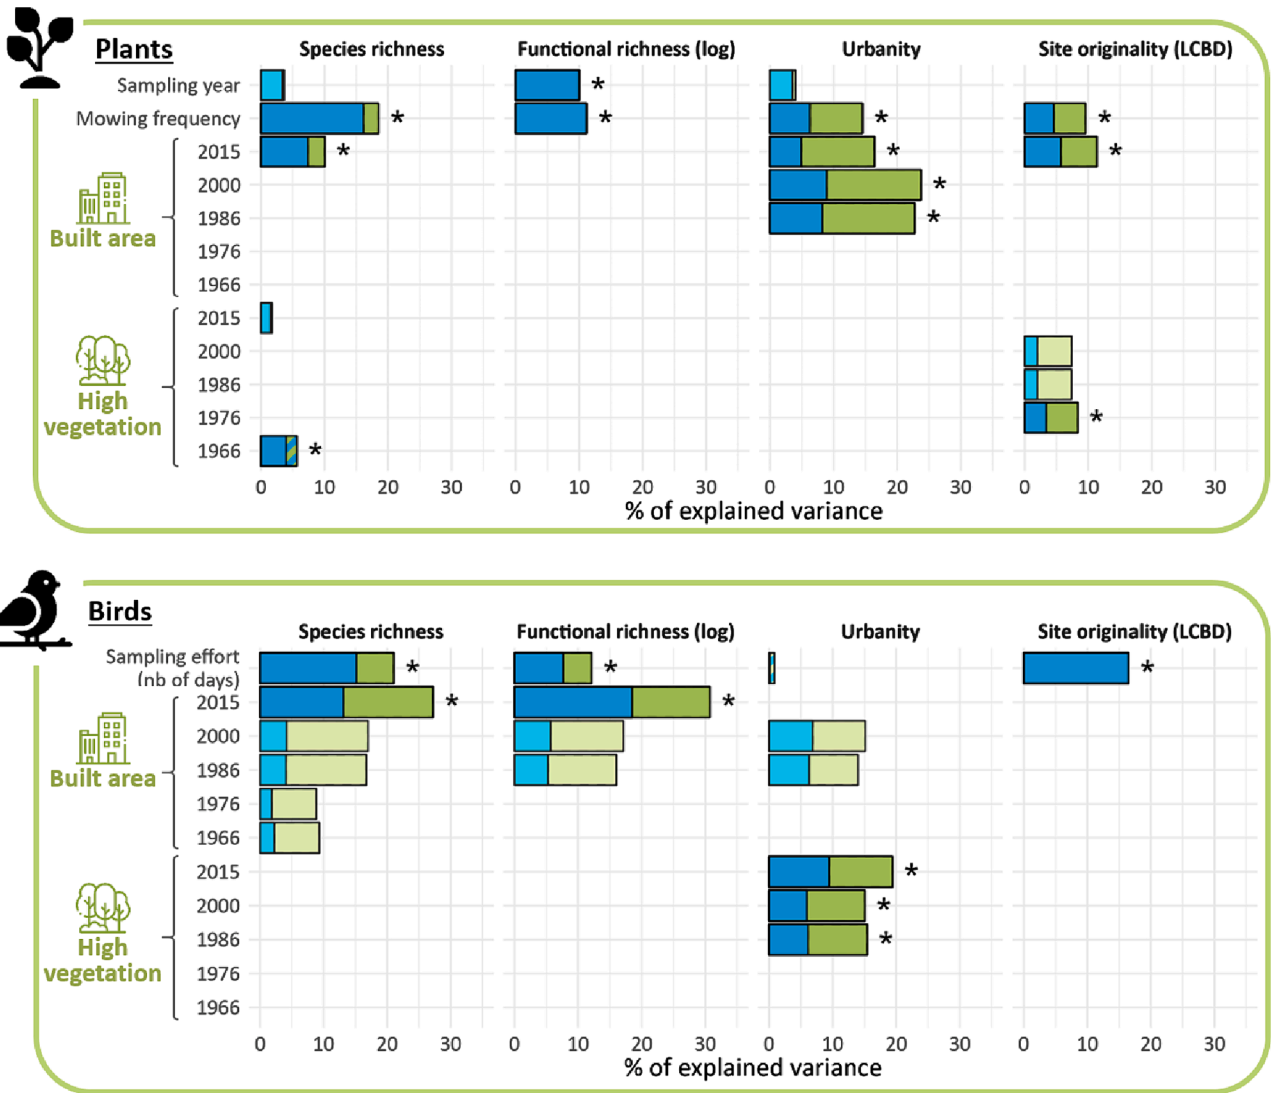 Plants
Species richness Functional richness (log) Urbanity Site originality (LCBD)
Sampling year *
Mowing frequency * * * *
2015 * * *
2000 *
1986 *
1976
1966
Built area
2015
2000
1986
1976 *
1966 *
High
vegetation
0 10 20 30 0 10 20 30 0 10 20 30 0 10 20 30
% of explained variance
Birds
Species richness Functional richness (log) Urbanity Site originality (LCBD)
Sampling effort
(nb of days) * * *
2015 * *
2000
1986
1976
1966
Built area
2015 *
2000 *
1986 *
1976
1966
High
vegetation
0 10 20 30 0 10 20 30 0 10 20 30 0 10 20 30
% of explained variance